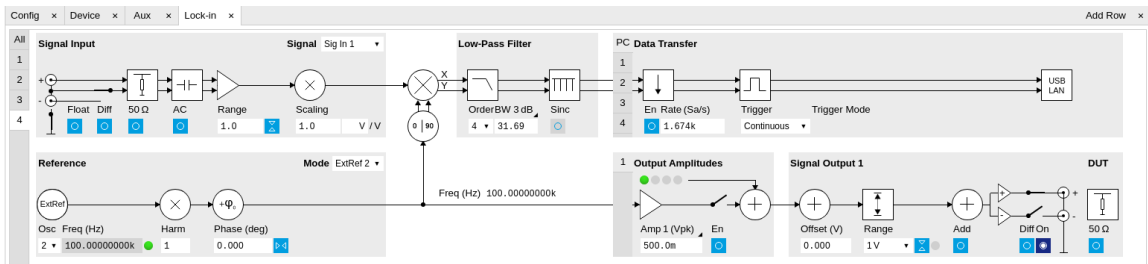 Config × Device × Aux × Lock-in × Add Row ×
All
1
2
3
4
Signal Input Signal Sig In 1
+
-
Float Diff 50 Ω AC Range Scaling
1.0 1.0 V / V
X
Y
0 | 90
Low-Pass Filter
Order BW 3 dB Sinc
4 31.69
PC Data Transfer
1
2
3
4
En Rate (Sa/s) Trigger Trigger Mode
1.674k Continuous
USB
LAN
Reference Mode ExtRef 2
ExtRef
+φc
Osc Freq (Hz) Harm Phase (deg)
2 100.00000000k 1 0.000
Freq (Hz) 100.00000000k
1 Output Amplitudes
Amp 1 (Vpk) En
500.0m
Signal Output 1 DUT
+
-
+
-
Offset (V) Range Add Diff On 50 Ω
0.000 1 V